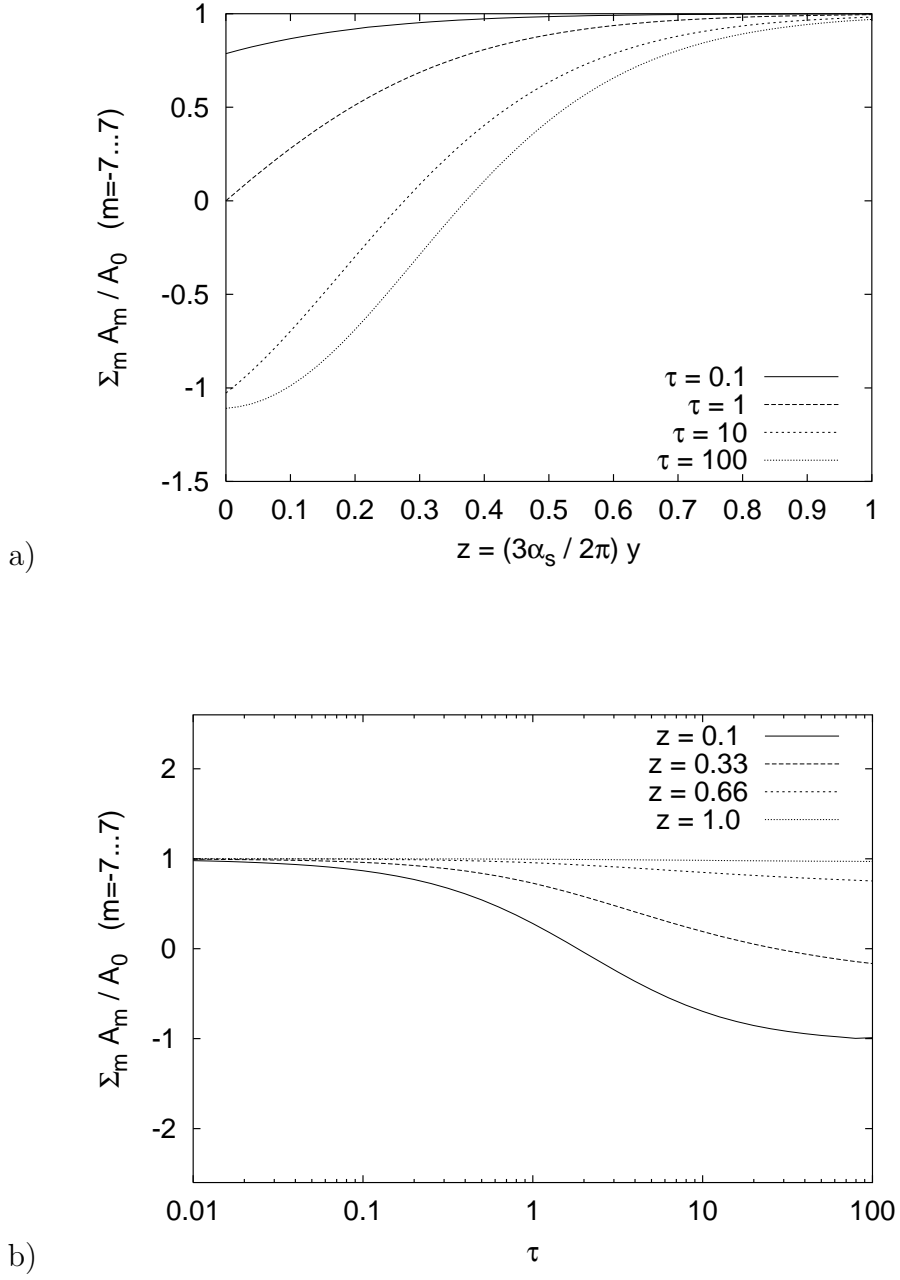 1
0.5
0
-0.5
-1
-1.5
Σm Am / A0 (m=-7...7)
τ = 0.1
τ = 1
τ = 10
τ = 100
0 0.1 0.2 0.3 0.4 0.5 0.6 0.7 0.8 0.9 1
z = (3αs / 2π) y
a)
2
1
0
-1
-2
Σm Am / A0 (m=-7...7)
z = 0.1
z = 0.33
z = 0.66
z = 1.0
0.01 0.1 1 10 100
τ
b)